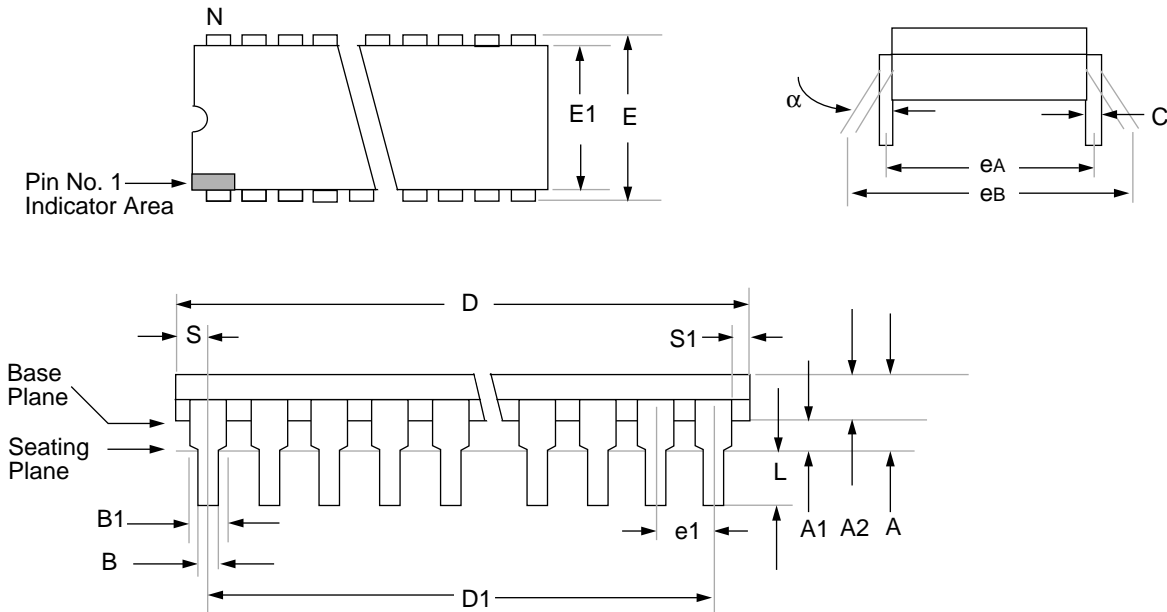 N
E1
E
Pin No. 1
Indicator Area
α
C
eA
eB
D
S
S1
Base
Plane
Seating
Plane
L
B1
e1
A1
A2
A
B
D1